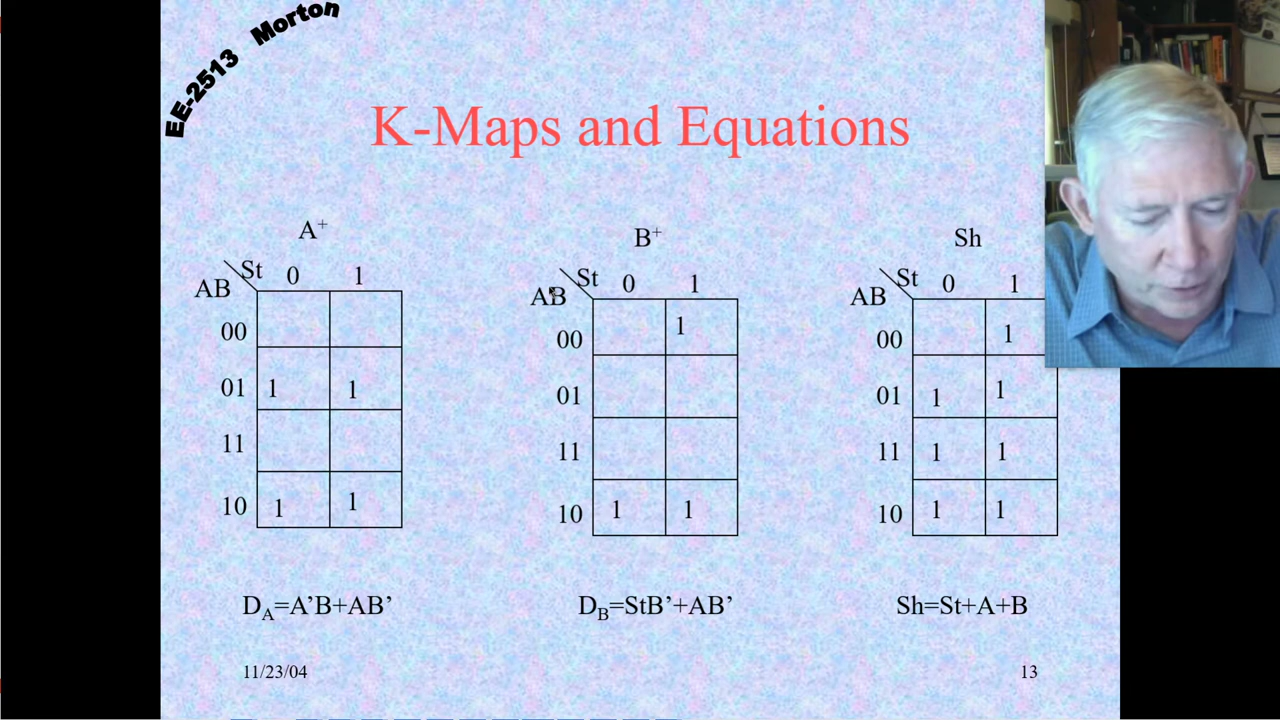 EE-2513 Morton
K-Maps and Equations
A+
B+
Sh
St 0 1
AB
00
01 1 1
11
10 1 1
St 0 1
AB
00 1
01
11
10 1 1
St 0 1
AB
00 1
01 1 1
11 1 1
10 1 1
DA=A’B+AB’
DB=StB’+AB’
Sh=St+A+B
11/23/04
13